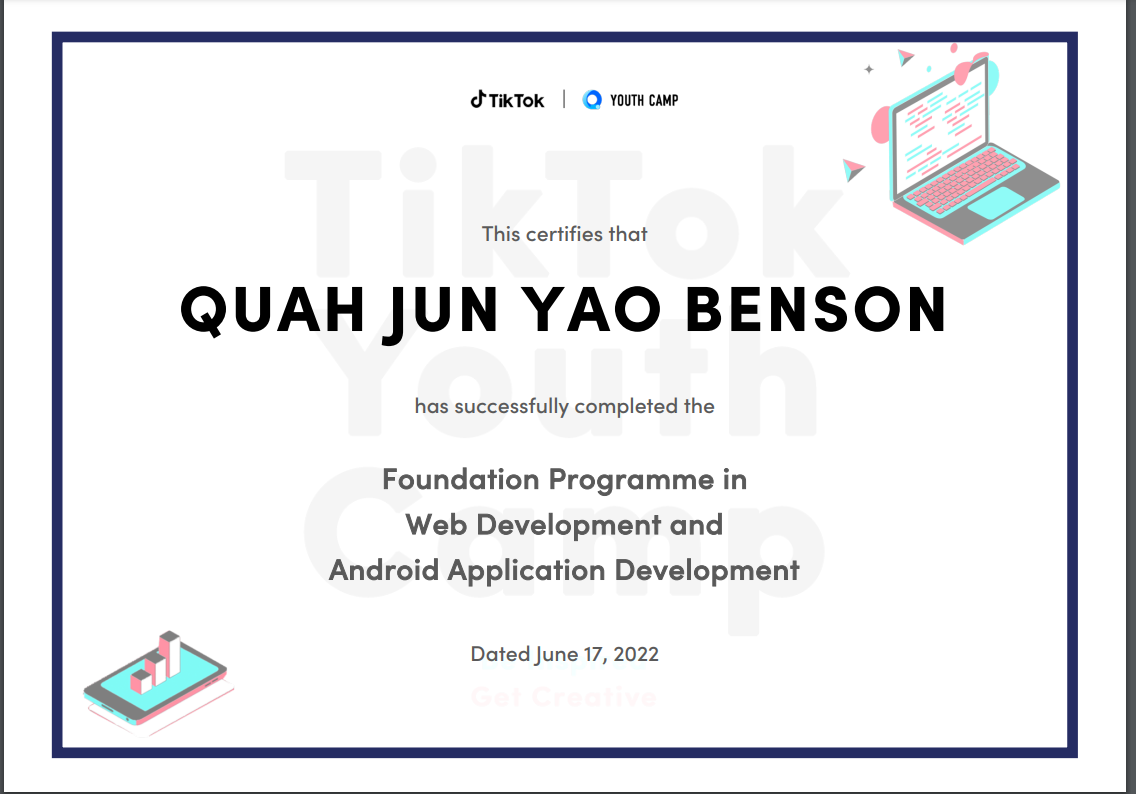 TikTok | YOUTH CAMP
TikTok
This certifies that
QUAH JUN YAO BENSON
Youth
has successfully completed the
Camp
Foundation Programme in
Web Development and
Android Application Development
Dated June 17, 2022
Get Creative